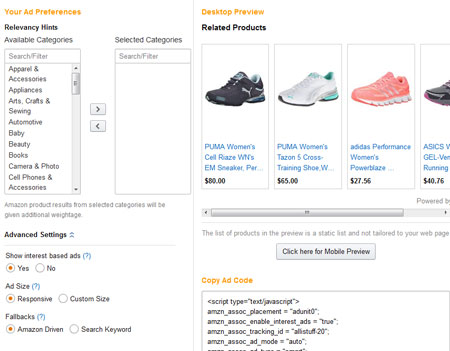 Your Ad Preferences
Relevancy Hints
Available Categories
Selected Categories
Search/Filter
Search/Filter
Apparel &
Accessories
Appliances
Arts, Crafts &
Sewing
Automotive
Baby
Beauty
Books
Camera & Photo
Cell Phones &
Accessories
Amazon product results from selected categories will
be given additional weightage.
Advanced Settings
Show interest based ads (?)
Yes No
Ad Size (?)
Responsive Custom Size
Fallbacks (?)
Amazon Driven Search Keyword
Desktop Preview
Related Products
PUMA Women's
Cell Riaze WN's
EM Sneaker, Per...
$80.00
PUMA Women's
Tazon 5 Cross-
Training Shoe,W...
$65.00
adidas Performance
Women's
Powerblaze ...
$27.56
ASICS W
GEL-Ven
Running
$40.76
Powered by
The list of products in the preview is a static list and not tailored to your web page
Click here for Mobile Preview
Copy Ad Code
<script type="text/javascript">
amzn_assoc_placement = "adunit0";
amzn_assoc_enable_interest_ads = "true";
amzn_assoc_tracking_id = "allistuff-20";
amzn_assoc_ad_mode = "auto";